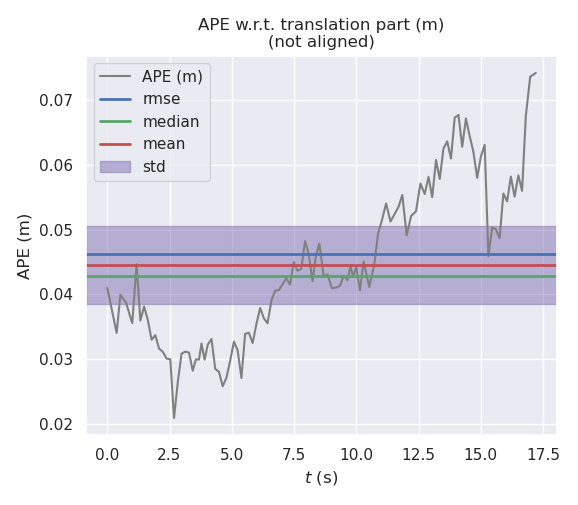 APE w.r.t. translation part (m)
(not aligned)
APE (m)
rmse
median
mean
std
APE (m)
0.07
0.06
0.05
0.04
0.03
0.02
0.0 2.5 5.0 7.5 10.0 12.5 15.0 17.5
t (s)